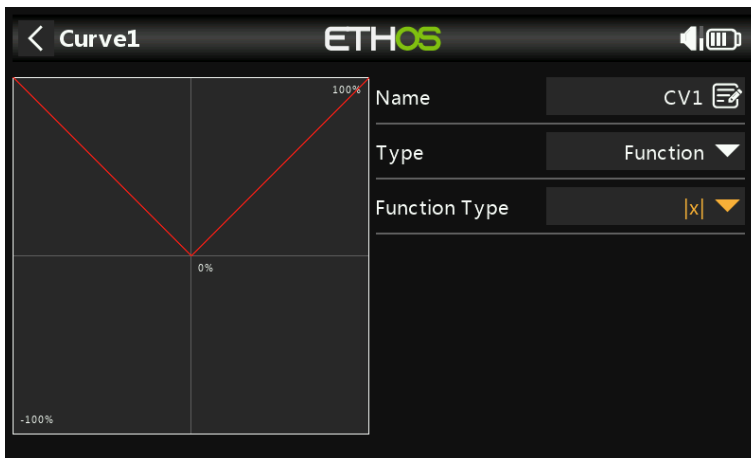 Curve1
ETHOS
100%
0%
-100%
Name
CV1
Type
Function
Function Type
|x|